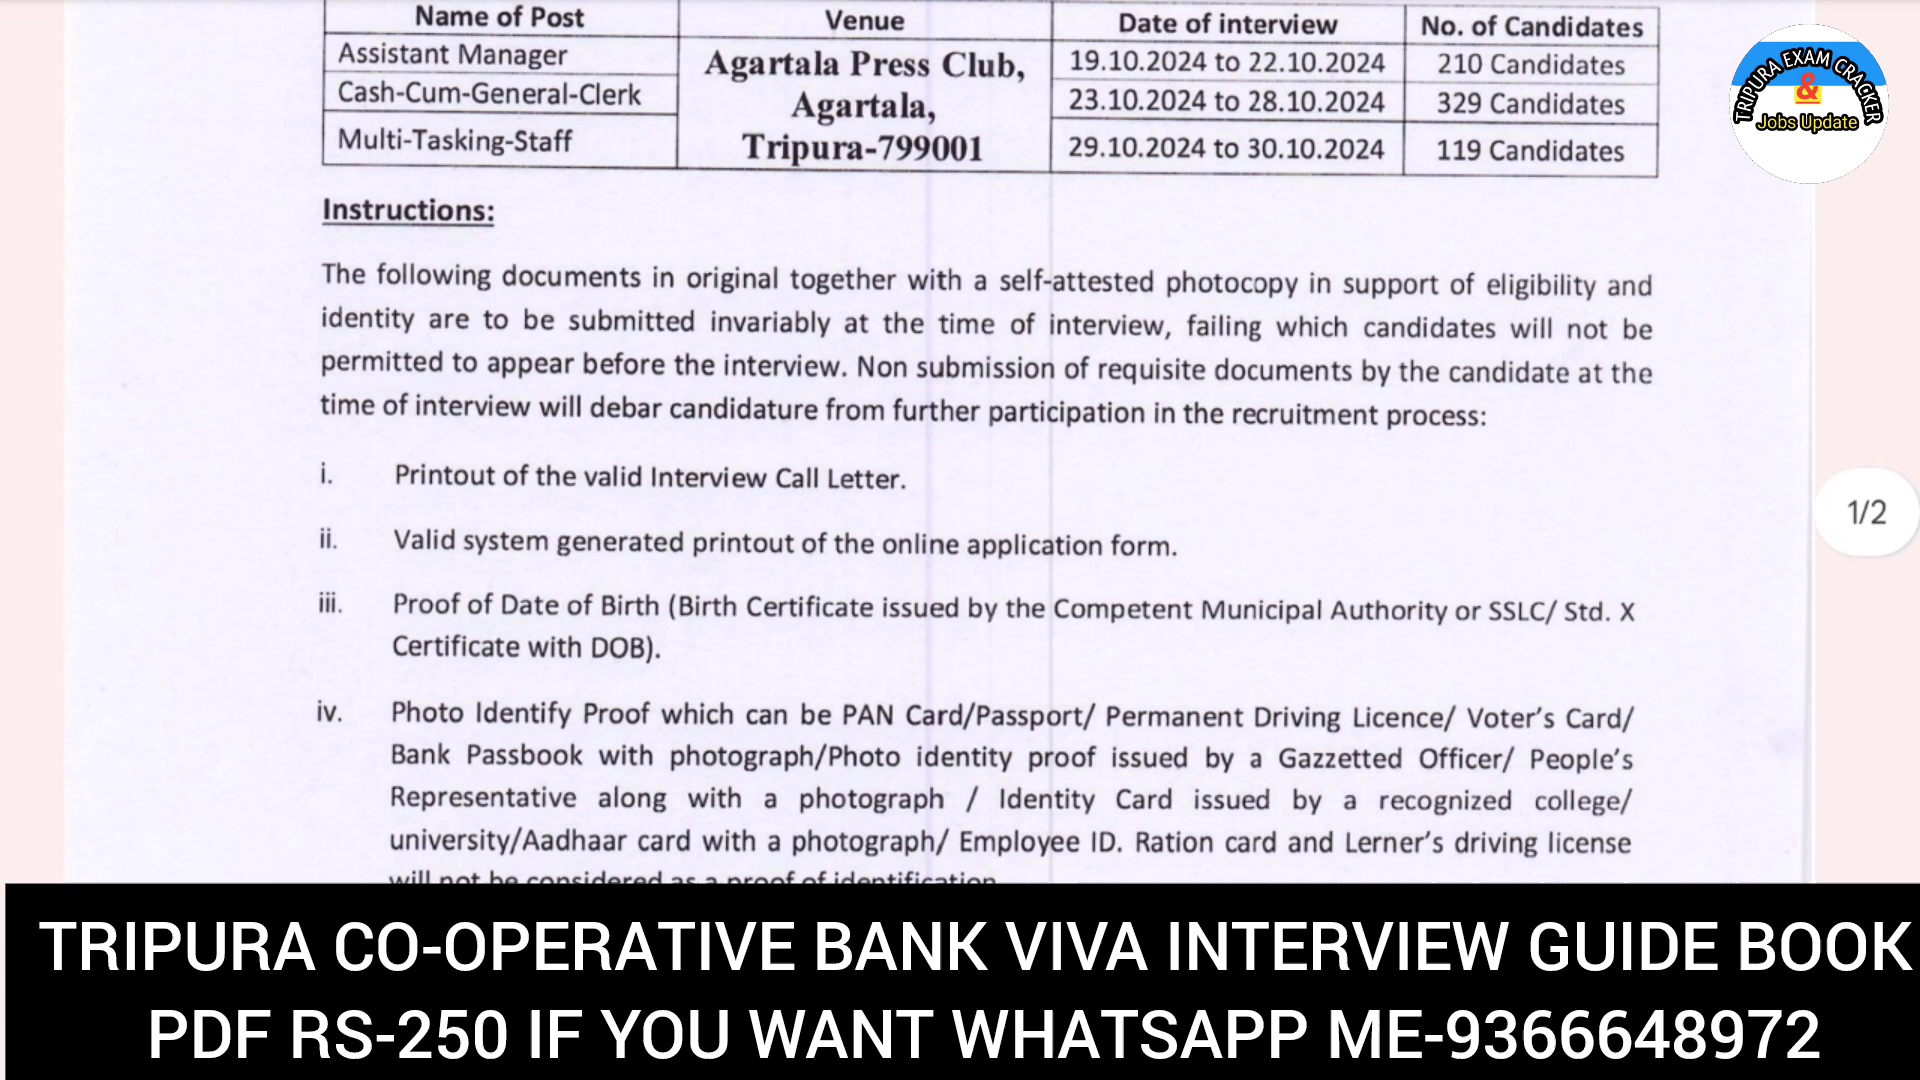 Name of Post Venue Date of interview No. of Candidates
Assistant Manager Agartala Press Club, 19.10.2024 to 22.10.2024 210 Candidates
Cash-Cum-General-Clerk Agartala, 23.10.2024 to 28.10.2024 329 Candidates
Multi-Tasking-Staff Tripura-799001 29.10.2024 to 30.10.2024 119 Candidates
TRIPURA EXAM CRACKER
&
Jobs Update
Instructions:
The following documents in original together with a self-attested photocopy in support of eligibility and
identity are to be submitted invariably at the time of interview, failing which candidates will not be
permitted to appear before the interview. Non submission of requisite documents by the candidate at the
time of interview will debar candidature from further participation in the recruitment process:
i. Printout of the valid Interview Call Letter.
1/2
ii. Valid system generated printout of the online application form.
iii. Proof of Date of Birth (Birth Certificate issued by the Competent Municipal Authority or SSLC/ Std. X
Certificate with DOB).
iv. Photo Identify Proof which can be PAN Card/Passport/ Permanent Driving Licence/ Voter's Card/
Bank Passbook with photograph/Photo identity proof issued by a Gazzetted Officer/ People's
Representative along with a photograph / Identity Card issued by a recognized college/
university/Aadhaar card with a photograph/ Employee ID. Ration card and Lerner's driving license
will not be considered as a proof of identification
TRIPURA CO-OPERATIVE BANK VIVA INTERVIEW GUIDE BOOK
PDF RS-250 IF YOU WANT WHATSAPP ME-9366648972